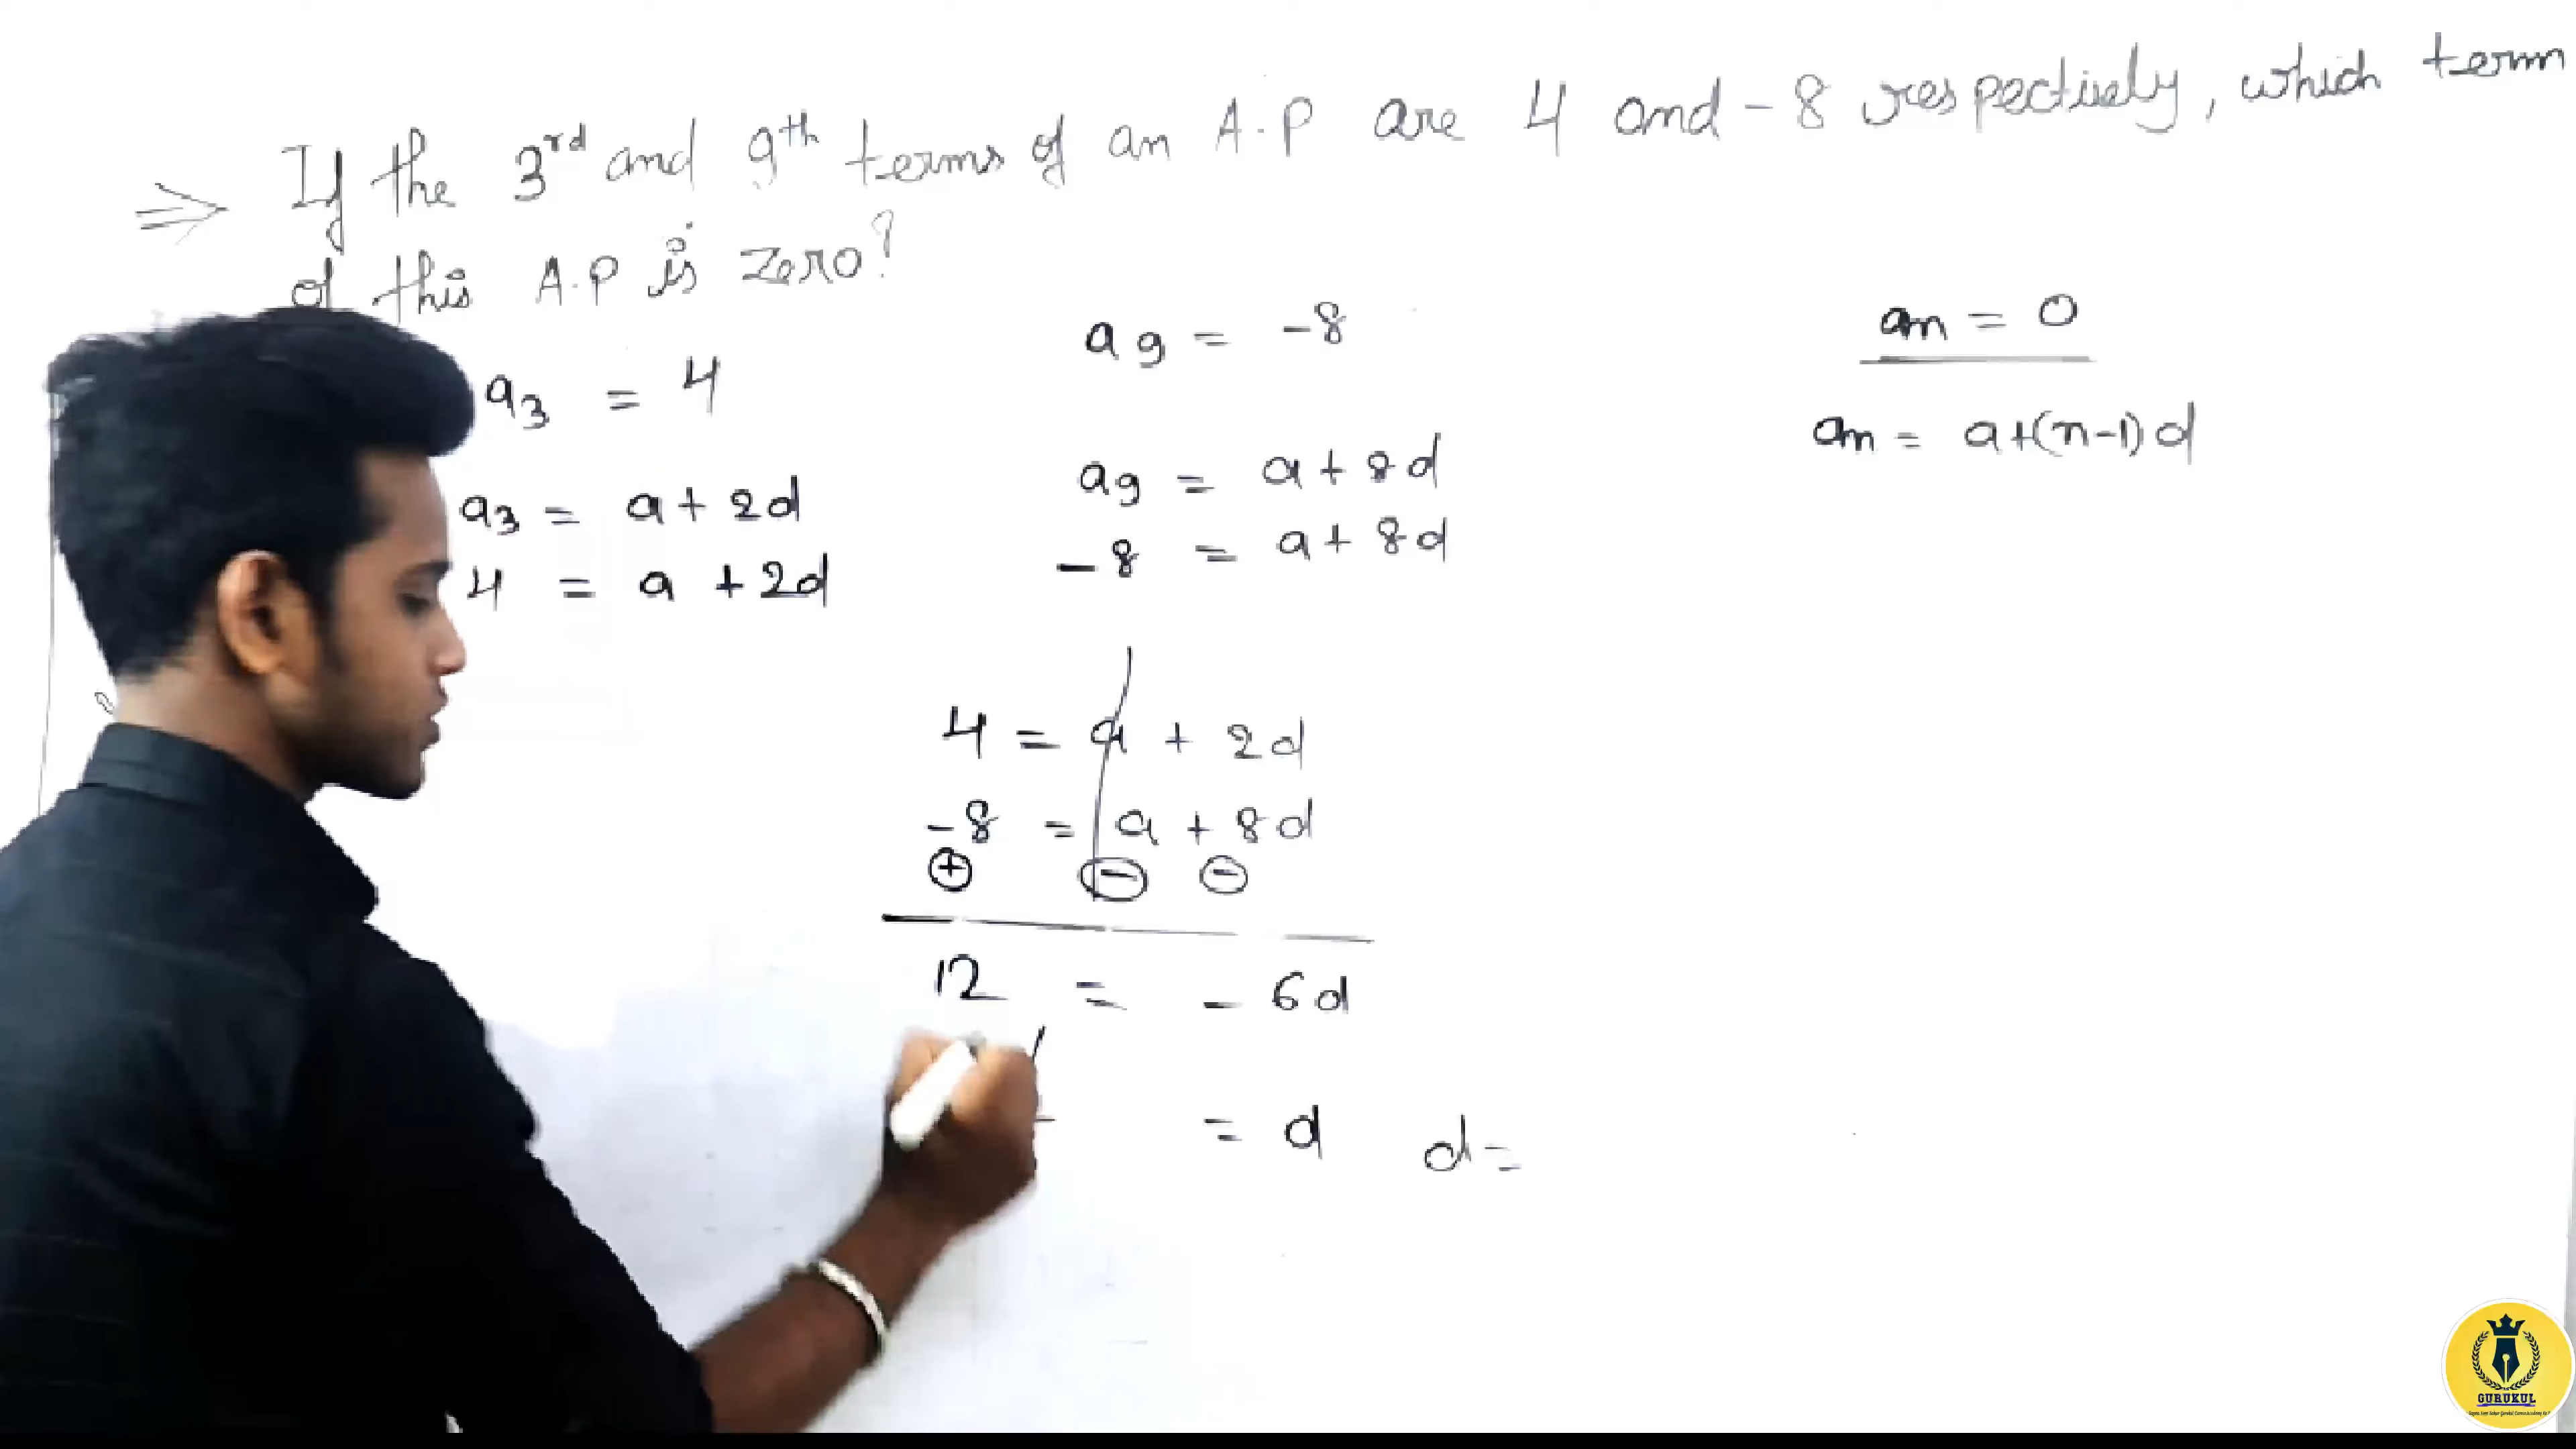 ⇒ If the 3rd and 9th terms of an A.P are 4 and -8 respectively, which term
of this A.P is zero?
a3 = 4
a3 = a + 2d
4 = a + 2d
a9 = -8
a9 = a + 8d
-8 = a + 8d
an = 0
an = a+(n-1)d
4 = a + 2d
-8 = a + 8d
+ - -
12 = - 6d
= d d=
GURUKUL